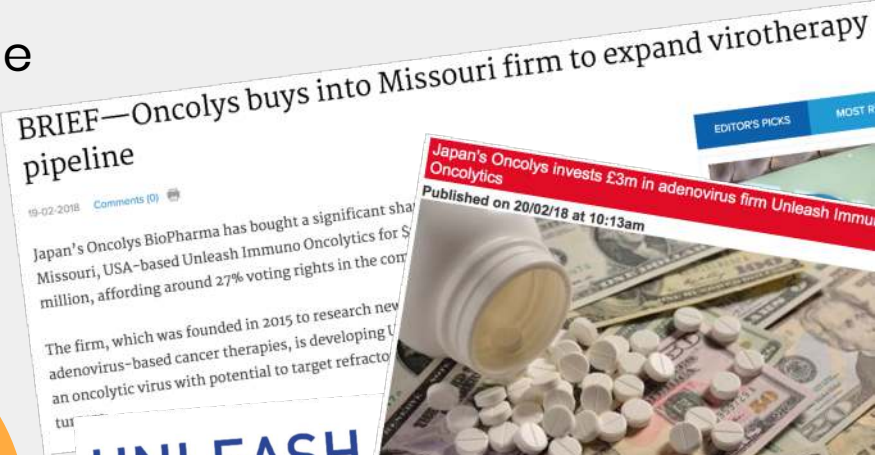 e
BRIEF—Oncolys buys into Missouri firm to expand virotherapy
pipeline
19-02-2018 Comments (0)
Japan's Oncolys BioPharma has bought a significant
Missouri, USA-based Unleash Immuno Oncolytics for $
million, affording around 27% voting rights in the
The firm, which was founded in 2015 to research new
adenovirus-based cancer therapies, is developing
an oncolytic virus with potential to target
EDITOR'S PICKS
MOST
Japan's Oncolys invests £3m in adenovirus firm Unleash
Oncolytics
Published on 20/02/18 at 10:13am
UNLEASH